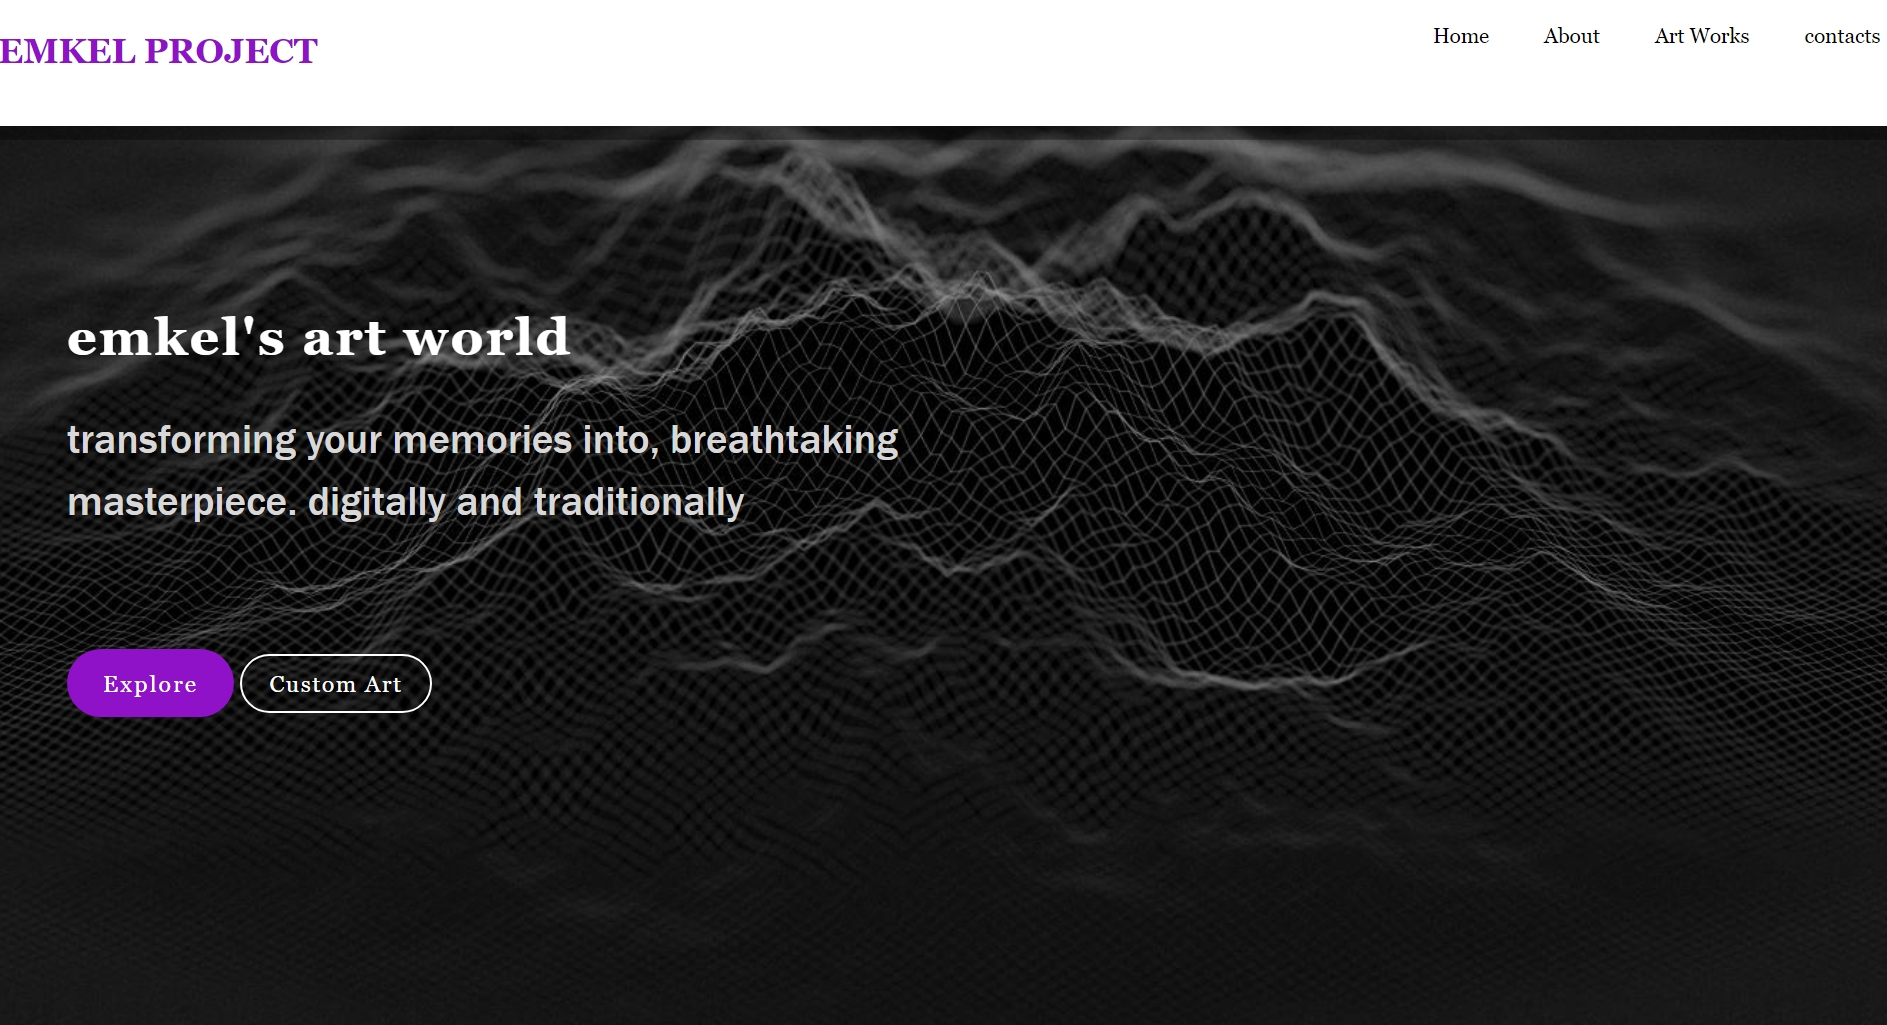 EMKEL PROJECT
Home
About
Art Works
contacts
emkel's art world
transforming your memories into, breathtaking
masterpiece. digitally and traditionally
Explore
Custom Art